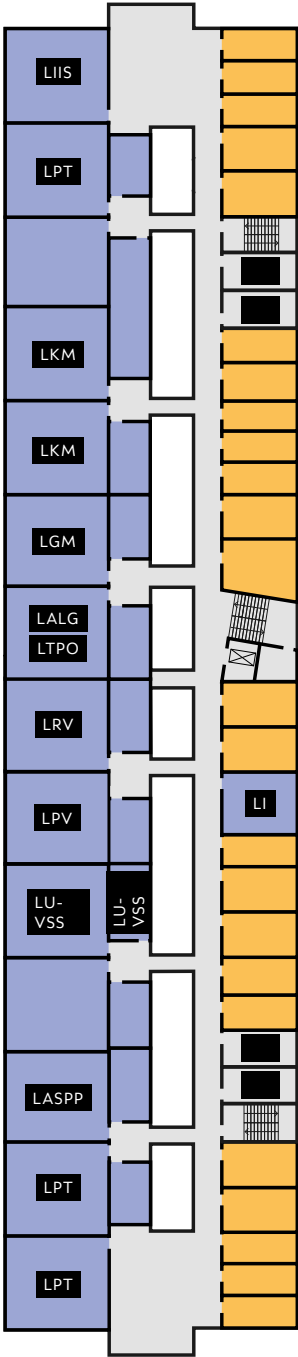 LIIS
LPT
LKM
LKM
LGM
LALG
LTPO
LRV
LPV
LI
LU-
VSS
LU-
VSS
LASPP
LPT
LPT